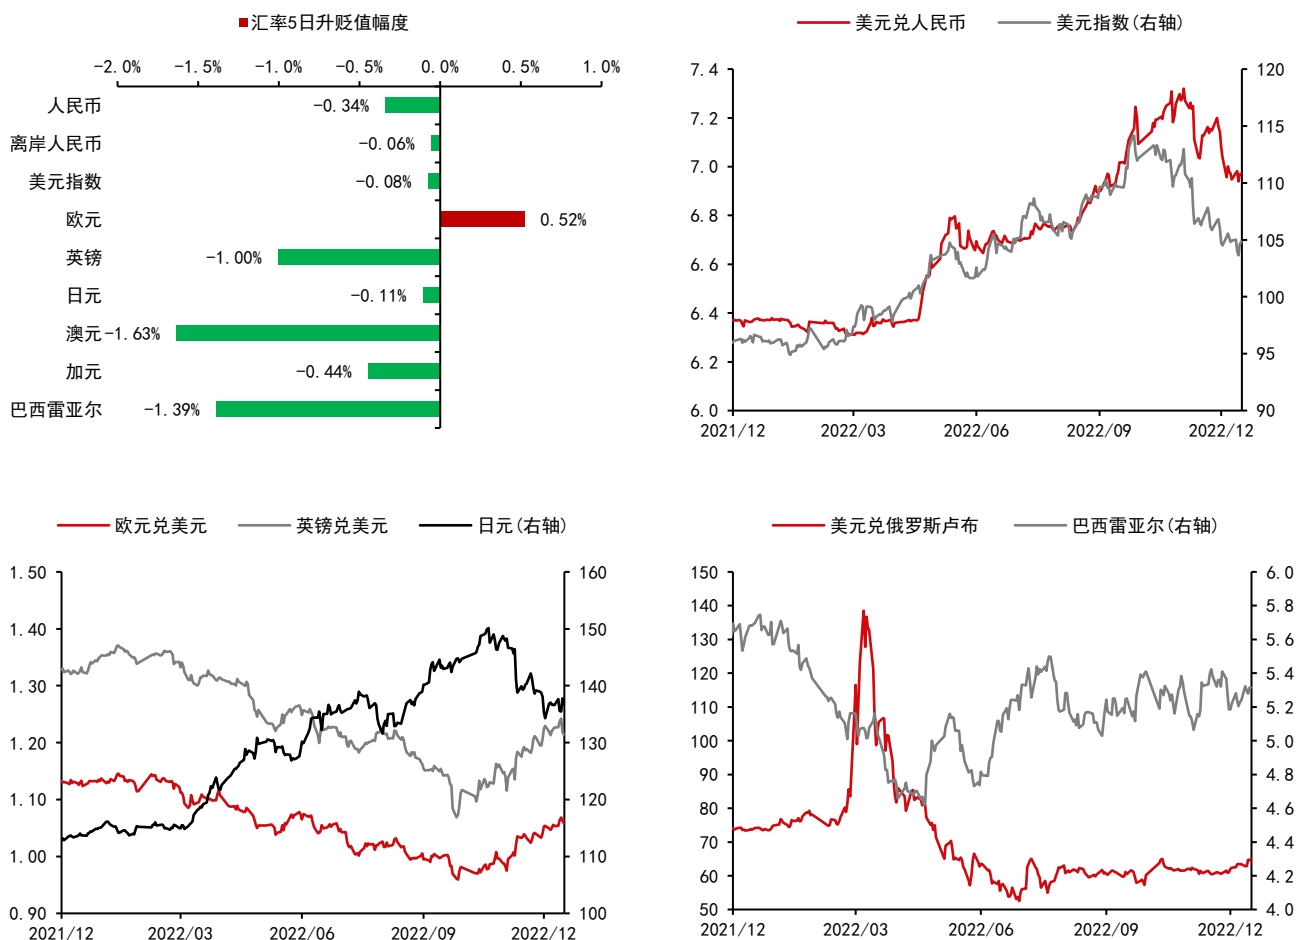 汇率5日升贬值幅度
-2.0% -1.5% -1.0% -0.5% 0.0% 0.5% 1.0%
人民币 -0.34%
离岸人民币 -0.06%
美元指数 -0.08%
欧元 0.52%
英镑 -1.00%
日元 -0.11%
澳元 -1.63%
加元 -0.44%
巴西雷亚尔 -1.39%
美元兑人民币 美元指数(右轴)
7.4 120
7.2 115
7.0 110
6.8 105
6.6 100
6.4 95
6.2 90
6.0
2021/12 2022/03 2022/06 2022/09 2022/12
欧元兑美元 英镑兑美元 日元(右轴)
1.50 160
1.40 150
1.30 140
1.20 130
1.10 120
1.00 110
0.90 100
2021/12 2022/03 2022/06 2022/09 2022/12
美元兑俄罗斯卢布 巴西雷亚尔(右轴)
150 6.0
140 5.8
130 5.6
120 5.4
110 5.2
100 5.0
90 4.8
80 4.6
70 4.4
60 4.2
50 4.0
2021/12 2022/03 2022/06 2022/09 2022/12